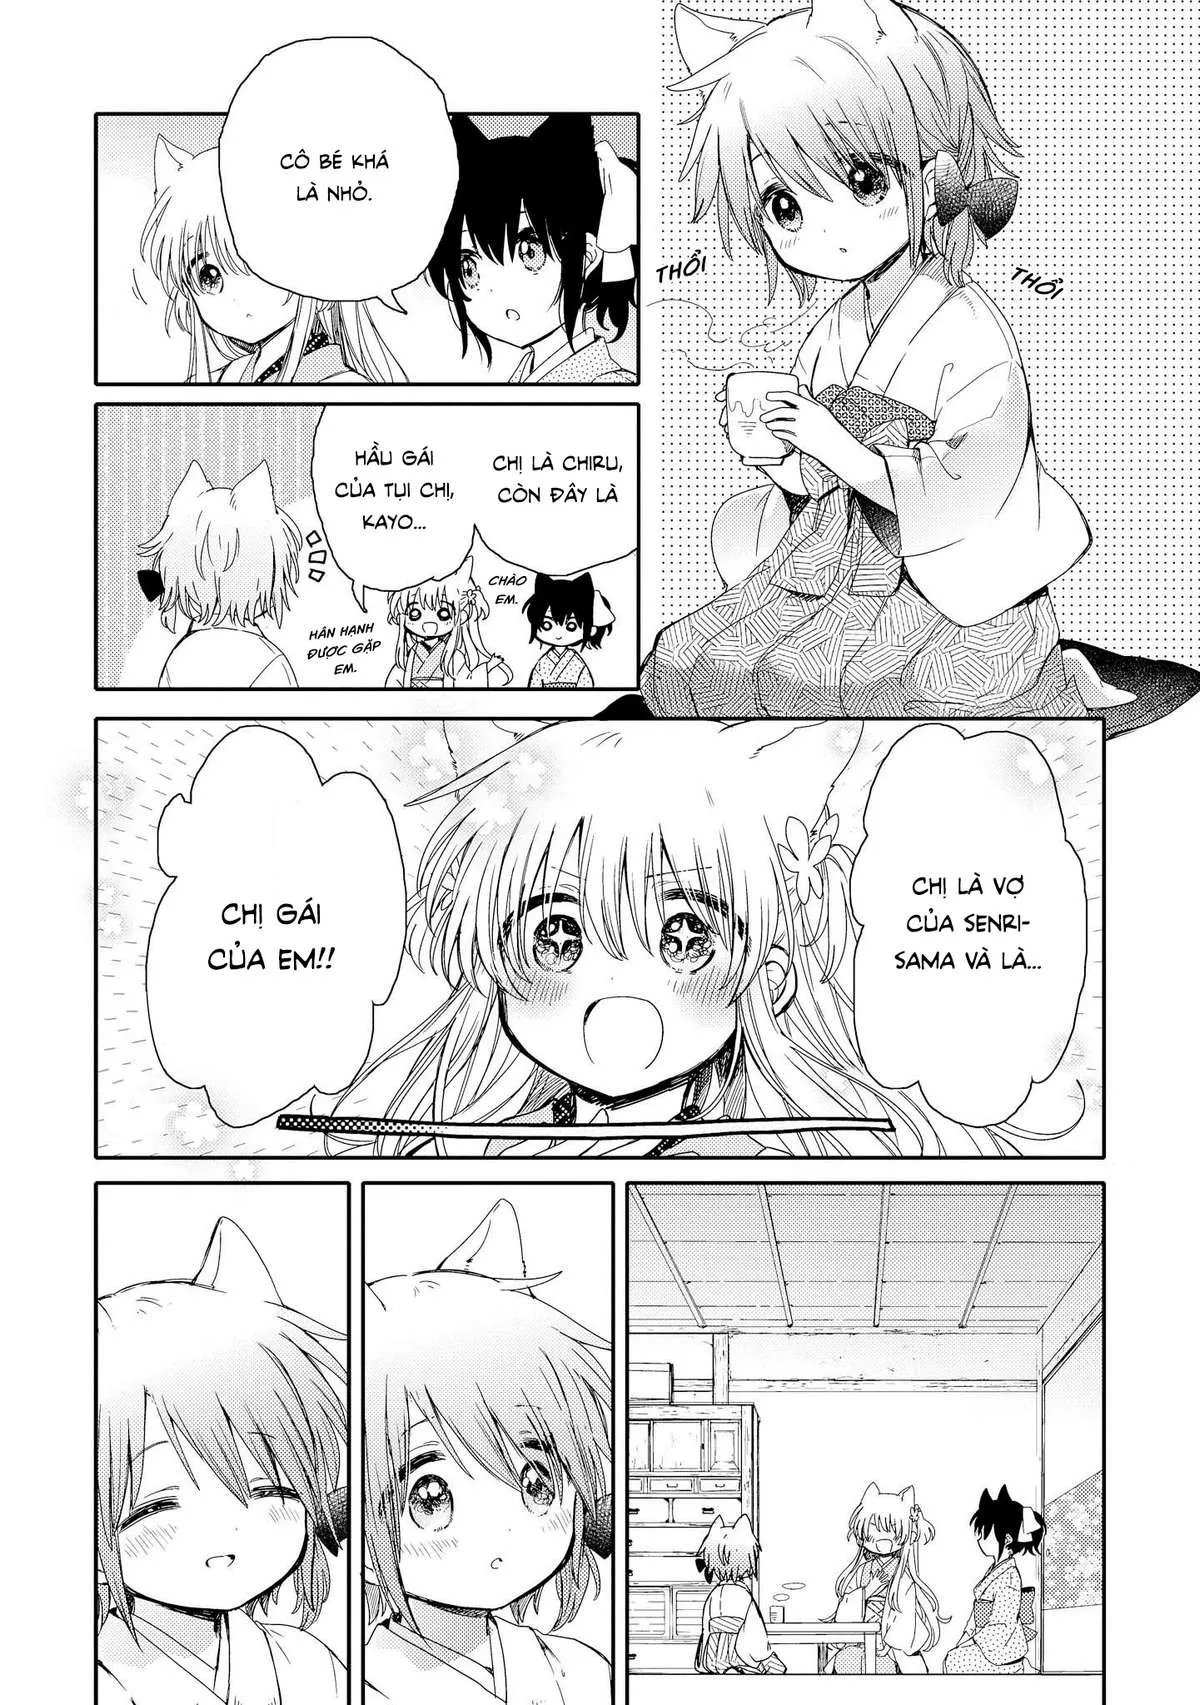 THỔI
THỔI
CÔ BÉ KHÁ
LÀ NHỎ.
CHỊ LÀ CHIRU,
CÒN ĐÂY LÀ
HẦU GÁI
CỦA TỤI CHỊ,
KAYO...
CHÀO
EM.
HÂN HẠNH
ĐƯỢC GẶP
EM.
CHỊ LÀ VỢ
CỦA SENRI-
SAMA VÀ LÀ...
CHỊ GÁI
CỦA EM!!